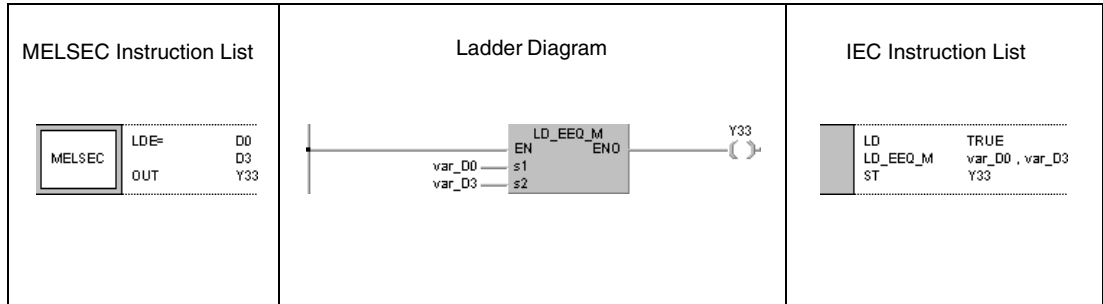 MELSEC Instruction List
MELSEC
LDE= D0
D3
OUT Y33
Ladder Diagram
LD_EEQ_M
EN ENO
var_D0 s1
var_D3 s2
Y33
IEC Instruction List
LD TRUE
LD_EEQ_M var_D0 , var_D3
ST Y33